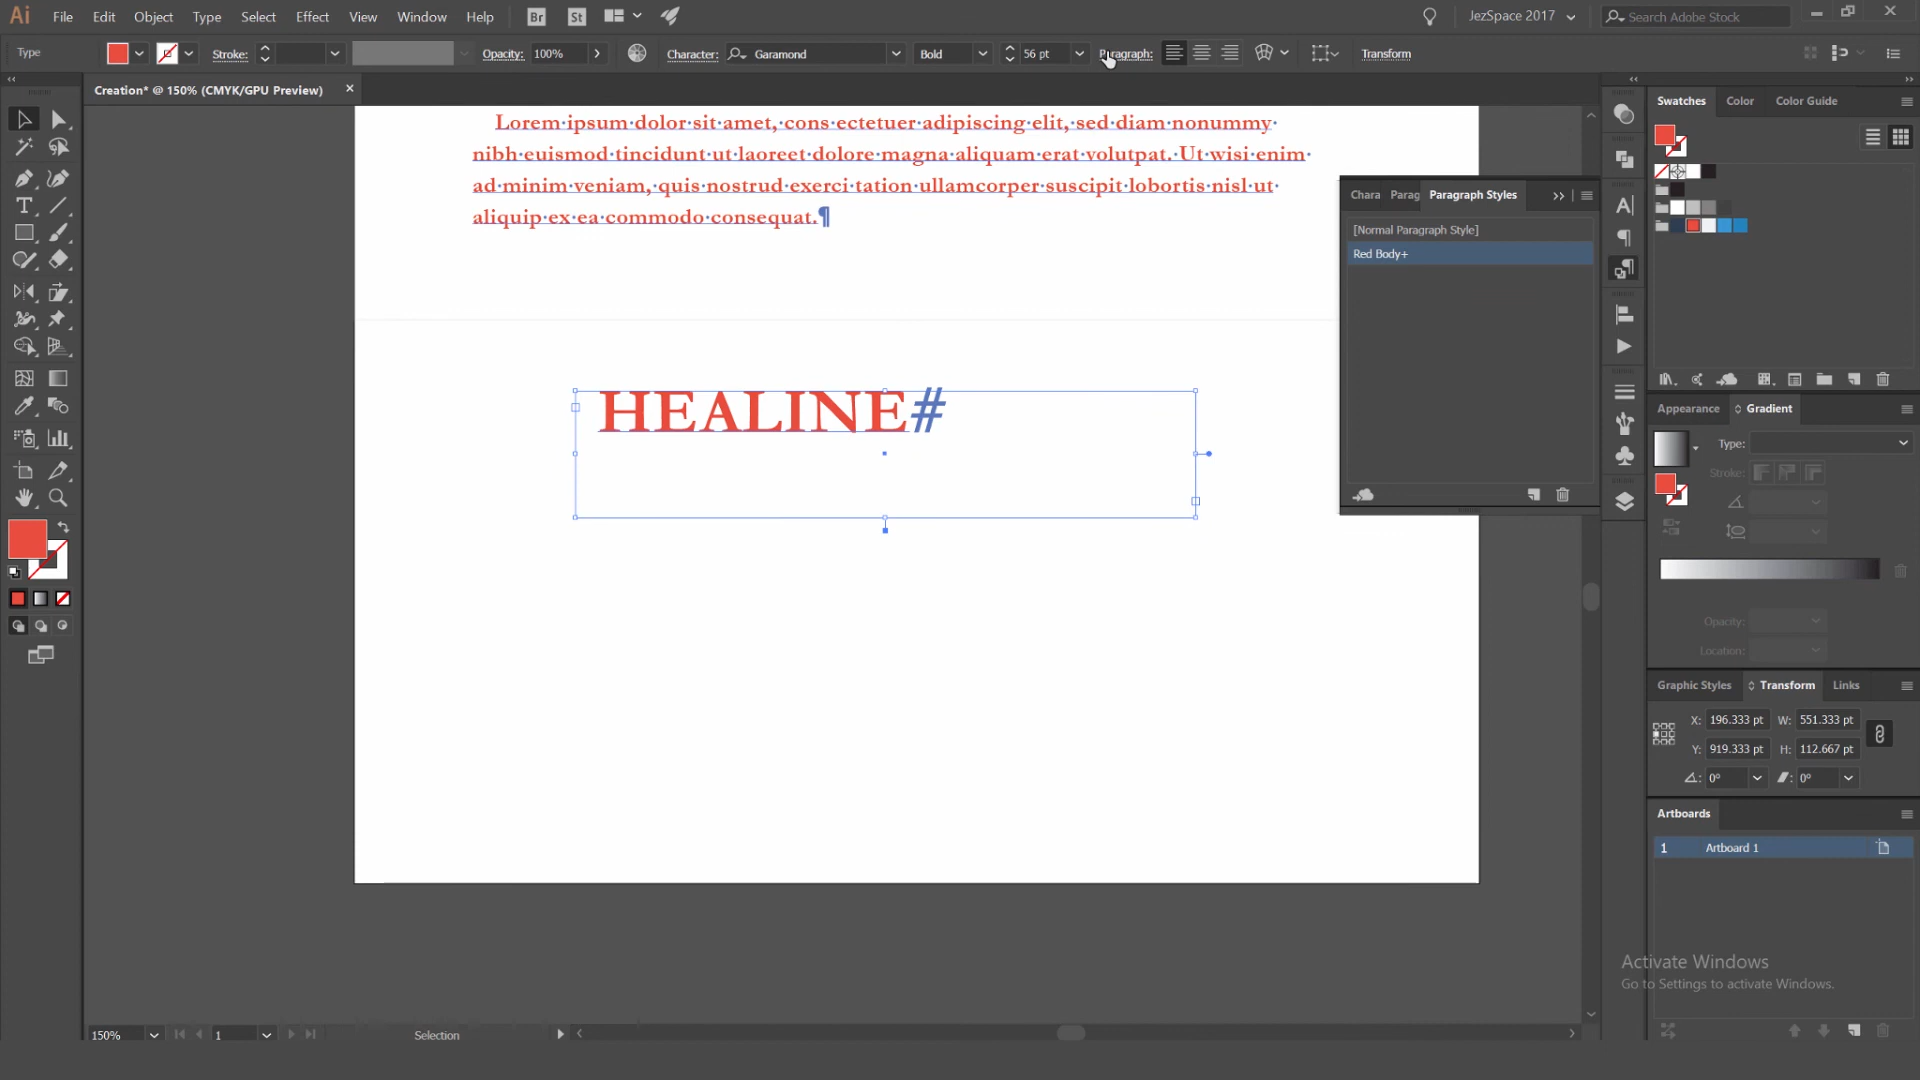 Ai File Edit Object Type Select Effect View Window Help Br St JezSpace 2017 Search Adobe Stock
Type Stroke: Opacity: 100% Character: Garamond Bold 56 pt Paragraph: Transform
Creation* @ 150% (CMYK/GPU Preview)
Lorem·ipsum·dolor·sit·amet,·cons·ectetuer·adipiscing·elit,·sed·diam·nonummy·
nibh·euismod·tincidunt·ut·laoreet·dolore·magna·aliquam·erat·volutpat.·Ut·wisi·enim·
ad·minim·veniam,·quis·nostrud·exerci·tation·ullamcorper·suscipit·lobortis·nisl·ut·
aliquip·ex·ea·commodo·consequat.¶
HEALINE#
Chara Parag Paragraph Styles
[Normal Paragraph Style]
Red Body+
Swatches Color Color Guide
Appearance Gradient
Type:
Stroke:
Opacity:
Location:
Graphic Styles Transform Links
X: 196.333 pt W: 551.333 pt
Y: 919.333 pt H: 112.667 pt
0° 0°
Artboards
1 Artboard 1
Activate Windows
Go to Settings to activate Windows.
150% 1 Selection